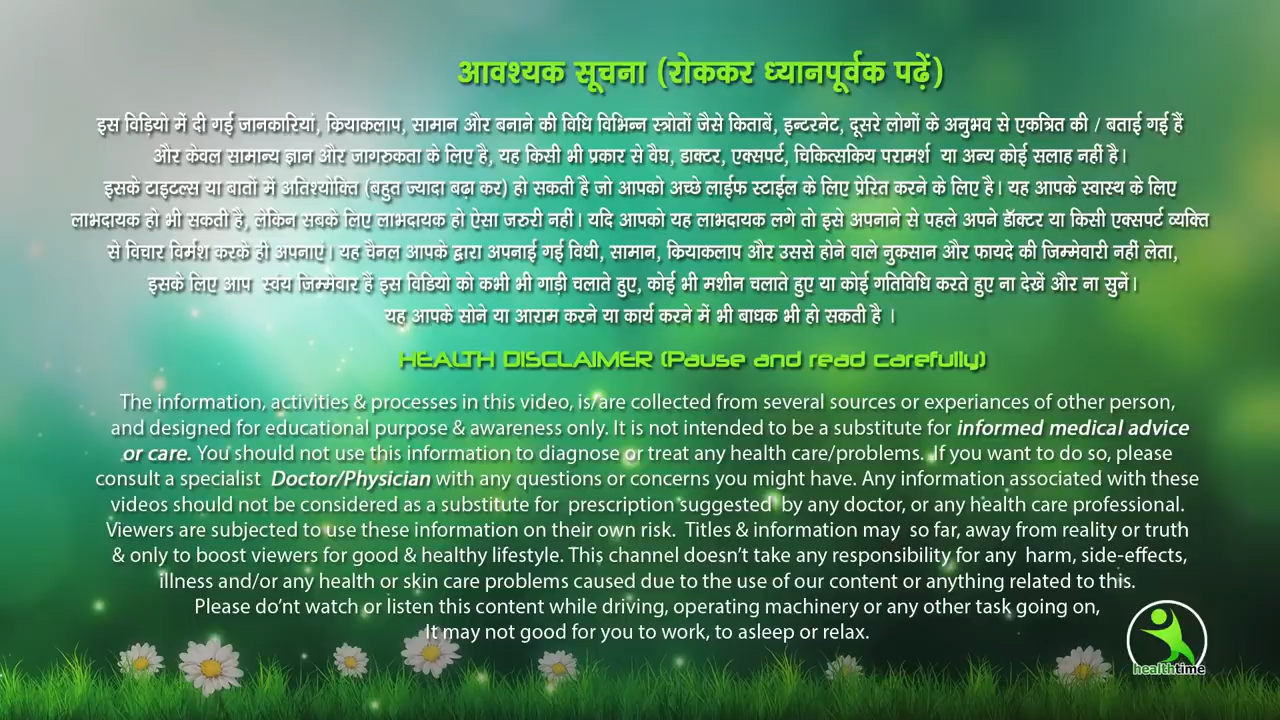 आवश्यक सूचना (रोककर ध्यानपूर्वक पढ़ें)
इस विड़ियो में दी गई जानकारियां, कियाकलाप, सामान और बनाने की विधि विभिन्न स्त्रोतों जैसे किताबें, इन्टरनेट, दूसरे लोगों के अनुभव से एकत्रित की / बताई गई हैं
और केवल सामान्य ज्ञान और जागरुकता के लिए है, यह किसी भी प्रकार से वैघ, डाक्टर, एक्सपर्ट, चिकित्सकिय परामर्श या अन्य कोई सलाह नहीं है।
इसके टाइटल्स या बातों में अतिश्योक्ति (बहुत ज्यादा बढ़ा कर) हो सकती है जो आपको अच्छे लाईफ स्टाईल के लिए प्रेरित करने के लिए है। यह आपके स्वास्थ के लिए
लाभदायक हो भी सकती है, लेकिन सबके लिए लाभदायक हो ऐसा जरुरी नहीं। यदि आपको यह लाभदायक लगे तो इसे अपनाने से पहले अपने डॅाक्टर या किसी एक्सपर्ट व्यक्ति
से विचार विर्मश करके ही अपनाएं। यह चैनल आपके द्वारा अपनाई गई विधी, सामान, कियाकलाप और उससे होने वाले नुकसान और फायदे की जिम्मेवारी नहीं लेता,
इसके लिए आप स्वंय जिम्मेवार हैं इस विडियो को कभी भी गाड़ी चलाते हुए, कोई भी मशीन चलाते हुए या कोई गतिविधि करते हुए ना देखें और ना सुनें।
यह आपके सोने या आराम करने या कार्य करने में भी बाधक भी हो सकती है ।
HEALTH DISCLAIMER (Pause and read carefully)
The information, activities & processes in this video, is/are collected from several sources or experiances of other person,
and designed for educational purpose & awareness only. It is not intended to be a substitute for informed medical advice
or care. You should not use this information to diagnose or treat any health care/problems. If you want to do so, please
consult a specialist Doctor/Physician with any questions or concerns you might have. Any information associated with these
videos should not be considered as a substitute for prescription suggested by any doctor, or any health care professional.
Viewers are subjected to use these information on their own risk. Titles & information may so far, away from reality or truth
& only to boost viewers for good & healthy lifestyle. This channel doesn't take any responsibility for any harm, side-effects,
illness and/or any health or skin care problems caused due to the use of our content or anything related to this.
Please do'nt watch or listen this content while driving, operating machinery or any other task going on,
It may not good for you to work, to asleep or relax.
healthtime